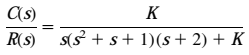 C(s)/R(s) = K / s(s² + s + 1)(s + 2) + K